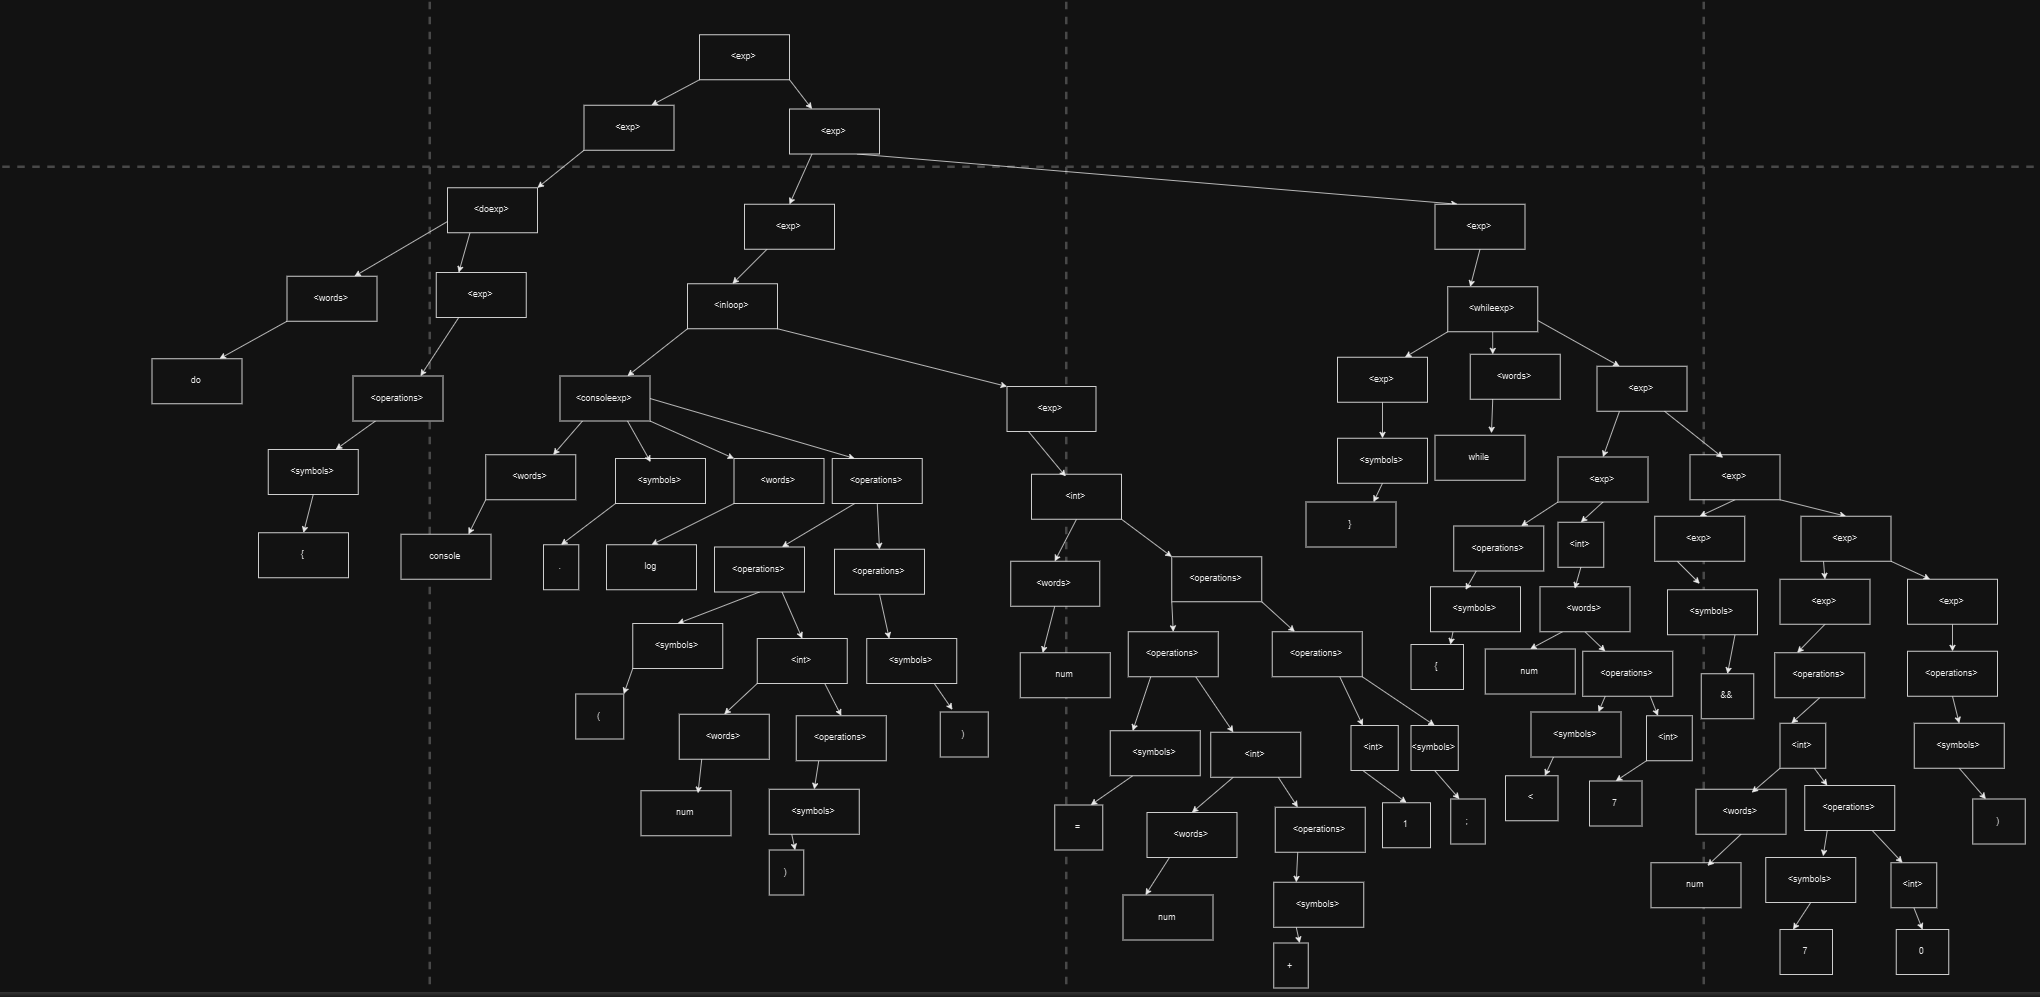 <exp>
<exp>
<exp>
<doexp>
<exp>
<exp>
<words>
<exp>
<inloop>
<whileexp>
do
<operations>
<consoleexp>
<exp>
<exp>
<words>
<exp>
<symbols>
<words>
<symbols>
<words>
<operations>
<int>
<symbols>
while
<exp>
<exp>
{
console
.
log
<operations>
<operations>
<words>
<operations>
}
<operations>
<int>
<exp>
<exp>
<symbols>
<int>
<symbols>
num
<operations>
<operations>
<symbols>
<words>
<symbols>
<exp>
<exp>
(
<words>
<operations>
)
<symbols>
<int>
<int>
<symbols>
{
num
<operations>
&&
<operations>
<operations>
num
<symbols>
=
<words>
<operations>
1
;
<symbols>
<int>
<int>
<symbols>
)
num
<symbols>
<
7
<words>
<operations>
)
+
num
<symbols>
<int>
7
0